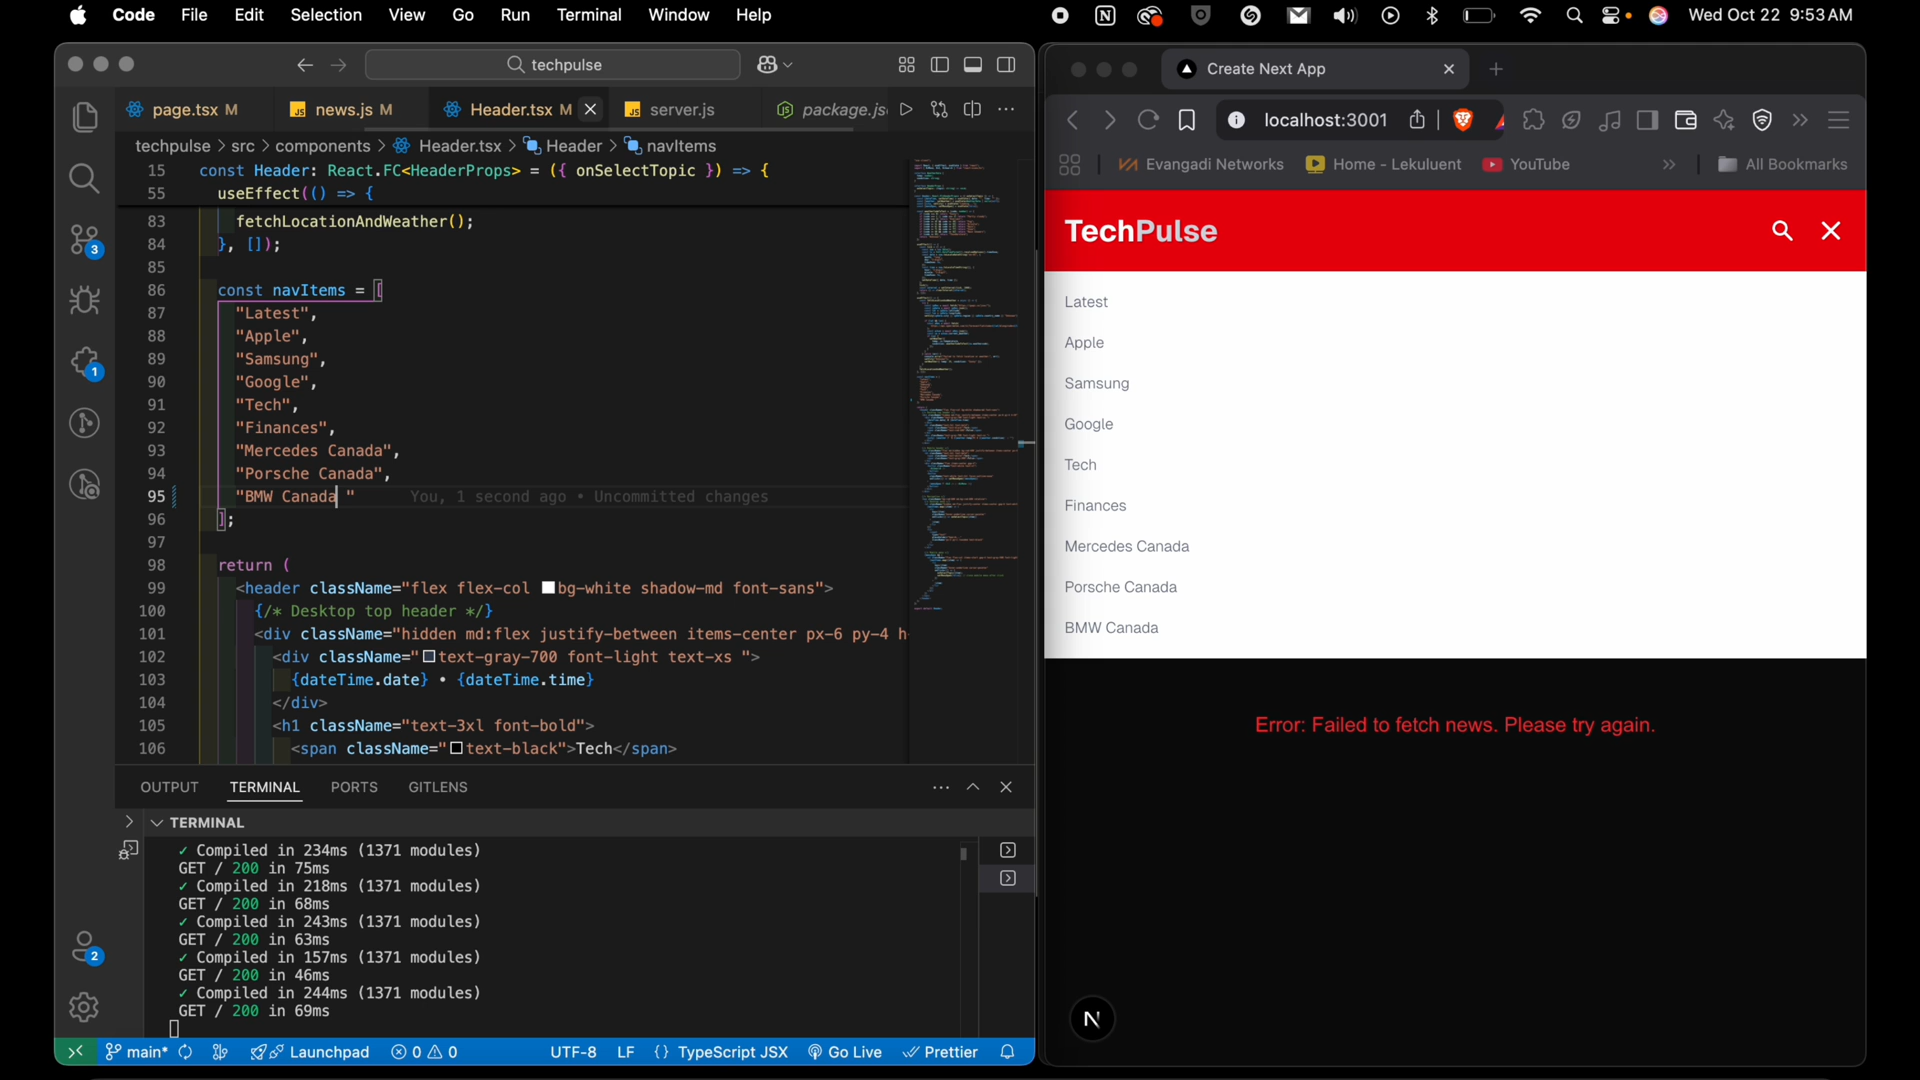 Code File Edit Selection View Go Run Terminal Window Help Wed Oct 22 9:53 AM
techpulse
page.tsx M news.js M Header.tsx M server.js package.js
techpulse > src > components > Header.tsx > Header > navItems
15 const Header: React.FC<HeaderProps> = ({ onSelectTopic }) => {
55 useEffect(() => {
83 fetchLocationAndWeather();
84 }, []);
85
86 const navItems = [
87 "Latest",
88 "Apple",
89 "Samsung",
90 "Google",
91 "Tech",
92 "Finances",
93 "Mercedes Canada",
94 "Porsche Canada",
95 "BMW Canada " You, 1 second ago • Uncommitted changes
96 ];
97
98 return (
99 <header className="flex flex-col bg-white shadow-md font-sans">
100 {/* Desktop top header */}
101 <div className="hidden md:flex justify-between items-center px-6 py-4 h
102 <div className="text-gray-700 font-light text-xs ">
103 {dateTime.date} • {dateTime.time}
104 </div>
105 <h1 className="text-3xl font-bold">
106 <span className="text-black">Tech</span>
3
1
2
OUTPUT TERMINAL PORTS GITLENS
TERMINAL
✓ Compiled in 234ms (1371 modules)
GET / 200 in 75ms
✓ Compiled in 218ms (1371 modules)
GET / 200 in 68ms
✓ Compiled in 243ms (1371 modules)
GET / 200 in 63ms
✓ Compiled in 157ms (1371 modules)
GET / 200 in 46ms
✓ Compiled in 244ms (1371 modules)
GET / 200 in 69ms
main* Launchpad 0 0 UTF-8 LF {} TypeScript JSX Go Live Prettier
Create Next App
localhost:3001
Evangadi Networks Home - Lekuluent YouTube All Bookmarks
TechPulse
Latest
Apple
Samsung
Google
Tech
Finances
Mercedes Canada
Porsche Canada
BMW Canada
Error: Failed to fetch news. Please try again.
N